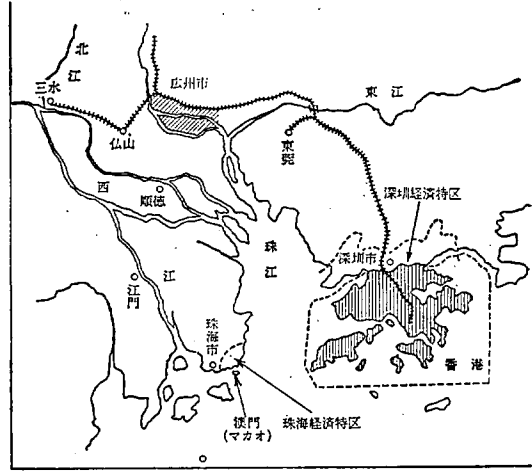 北江
三水
広州市
東江
仏山
東莞
順徳
西江
深圳経済特区
珠江
深圳市
江門
珠海市
香港
澳門
(マカオ)
珠海経済特区